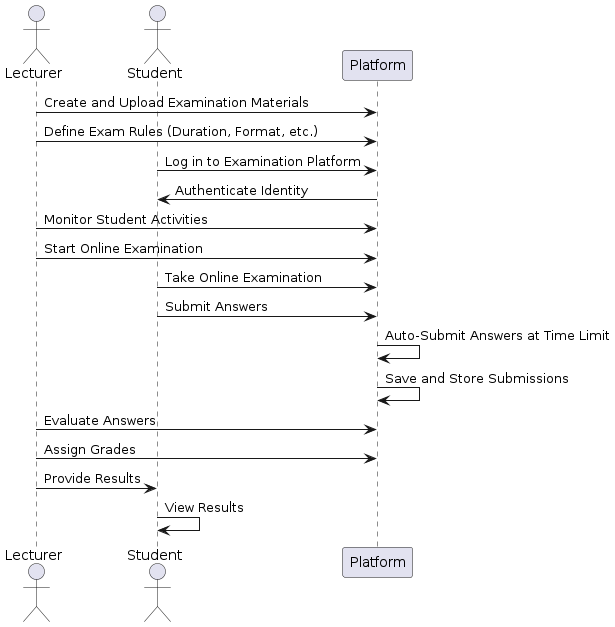 Lecturer
Student
Platform
Create and Upload Examination Materials
Define Exam Rules (Duration, Format, etc.)
Log in to Examination Platform
Authenticate Identity
Monitor Student Activities
Start Online Examination
Take Online Examination
Submit Answers
Auto-Submit Answers at Time Limit
Save and Store Submissions
Evaluate Answers
Assign Grades
Provide Results
View Results
Lecturer
Student
Platform